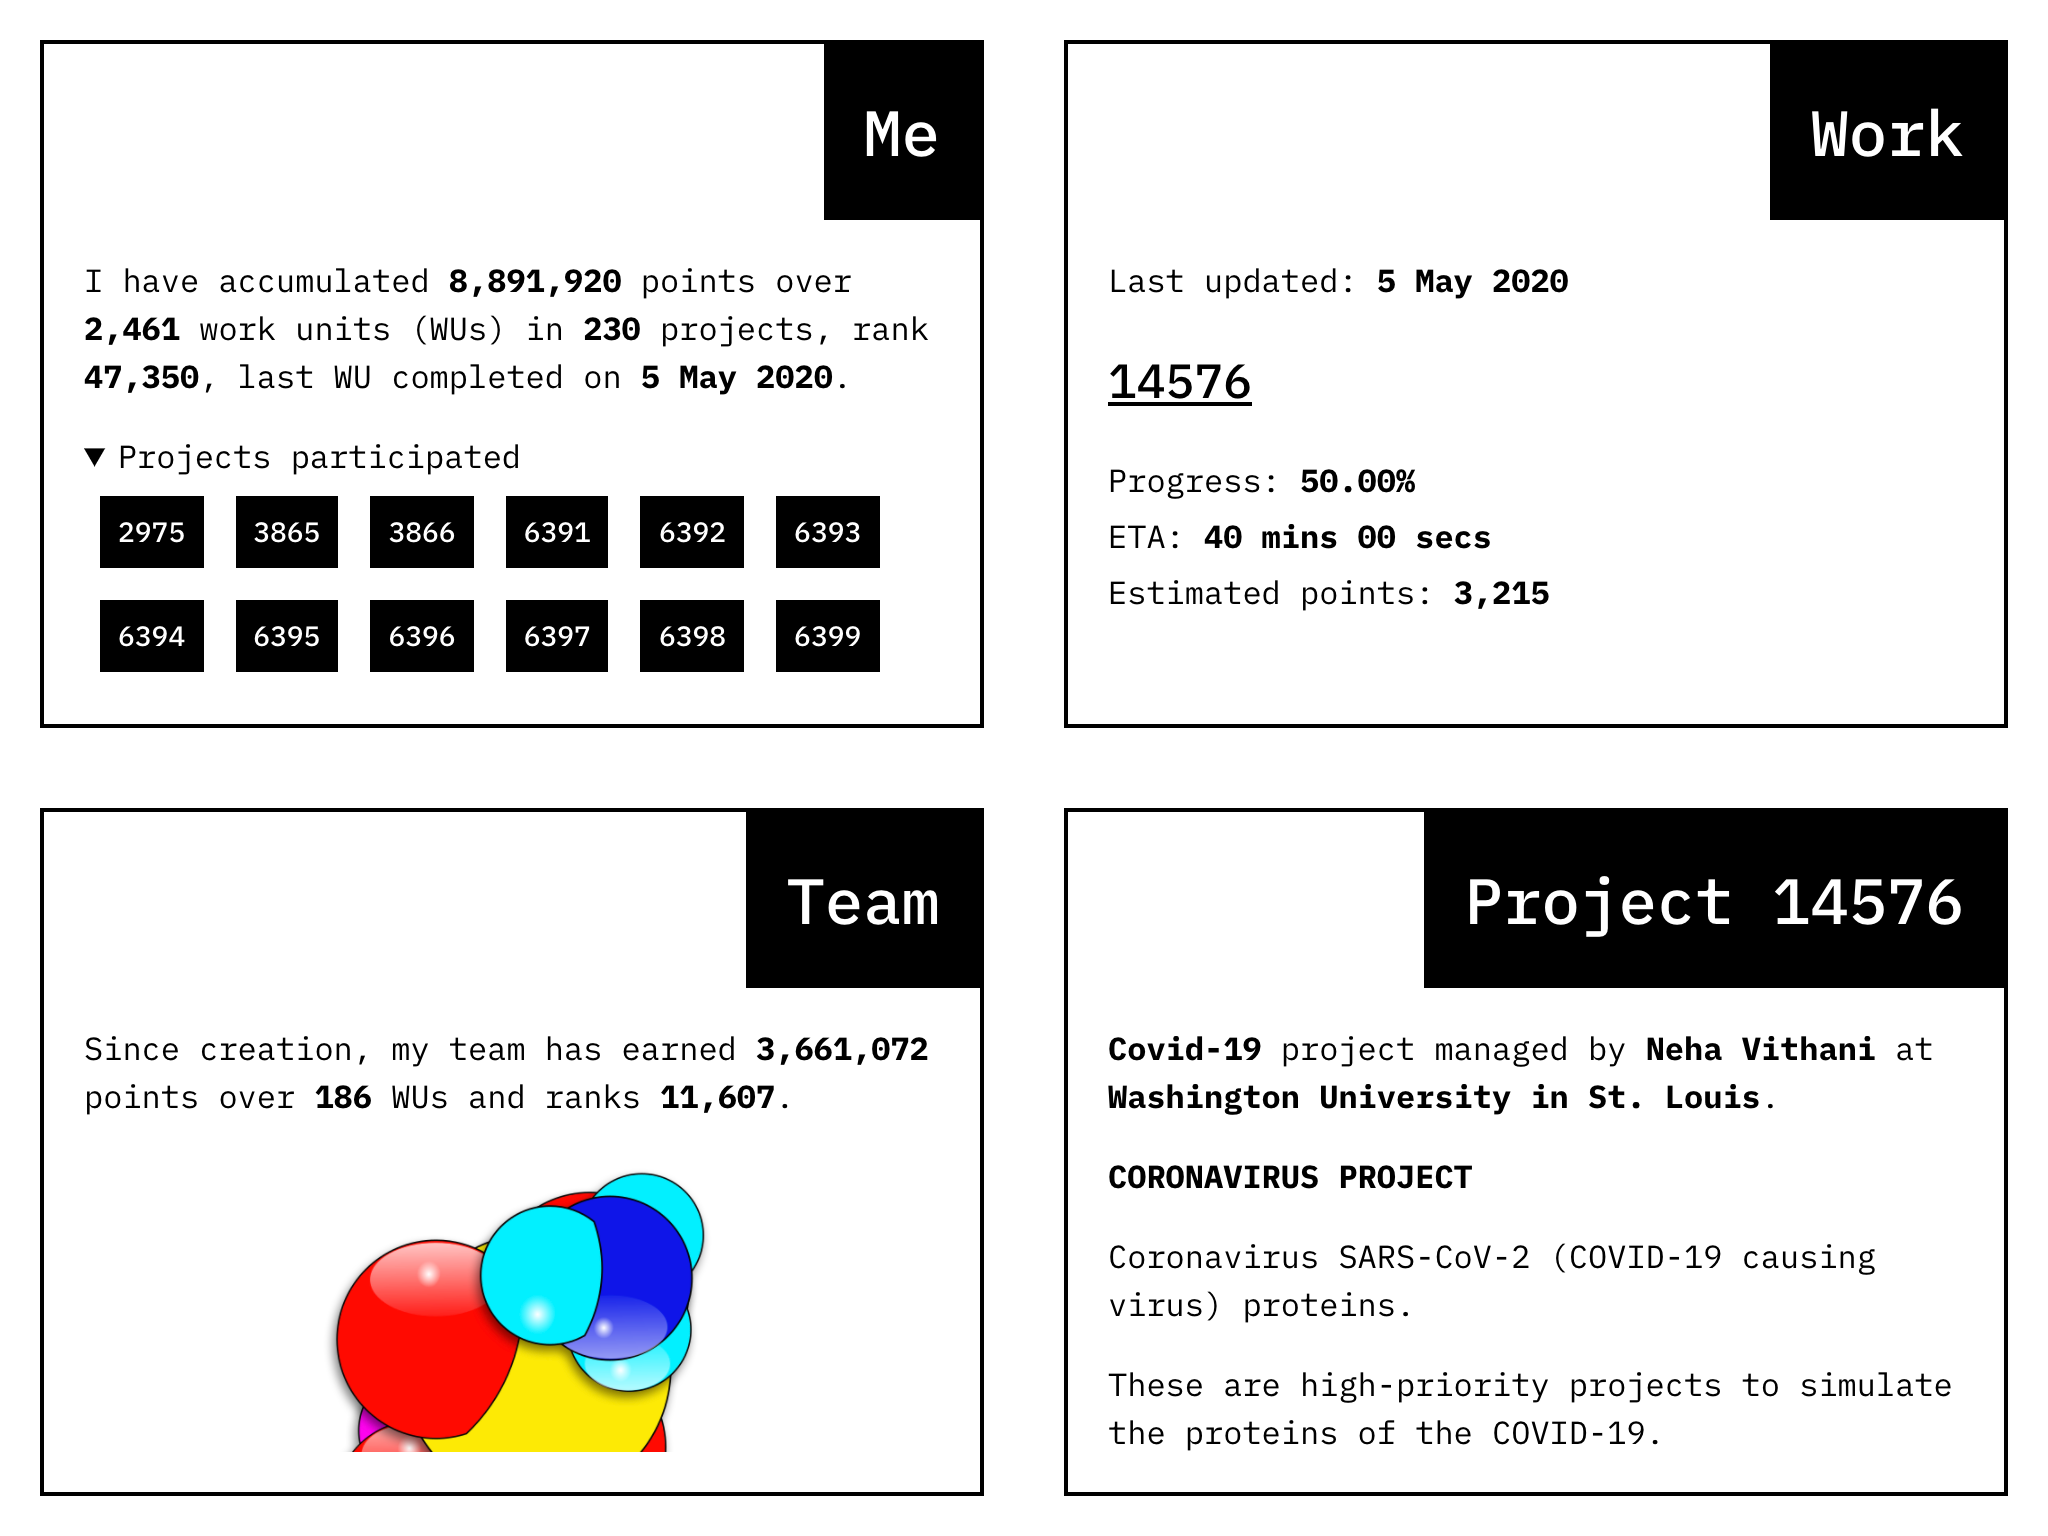 Me
I have accumulated 8,891,920 points over
2,461 work units (WUs) in 230 projects, rank
47,350, last WU completed on 5 May 2020.
▼ Projects participated
2975 3865 3866 6391 6392 6393
6394 6395 6396 6397 6398 6399
Work
Last updated: 5 May 2020
14576
Progress: 50.00%
ETA: 40 mins 00 secs
Estimated points: 3,215
Team
Since creation, my team has earned 3,661,072
points over 186 WUs and ranks 11,607.
Project 14576
Covid-19 project managed by Neha Vithani at
Washington University in St. Louis.
CORONAVIRUS PROJECT
Coronavirus SARS-CoV-2 (COVID-19 causing
virus) proteins.
These are high-priority projects to simulate
the proteins of the COVID-19.